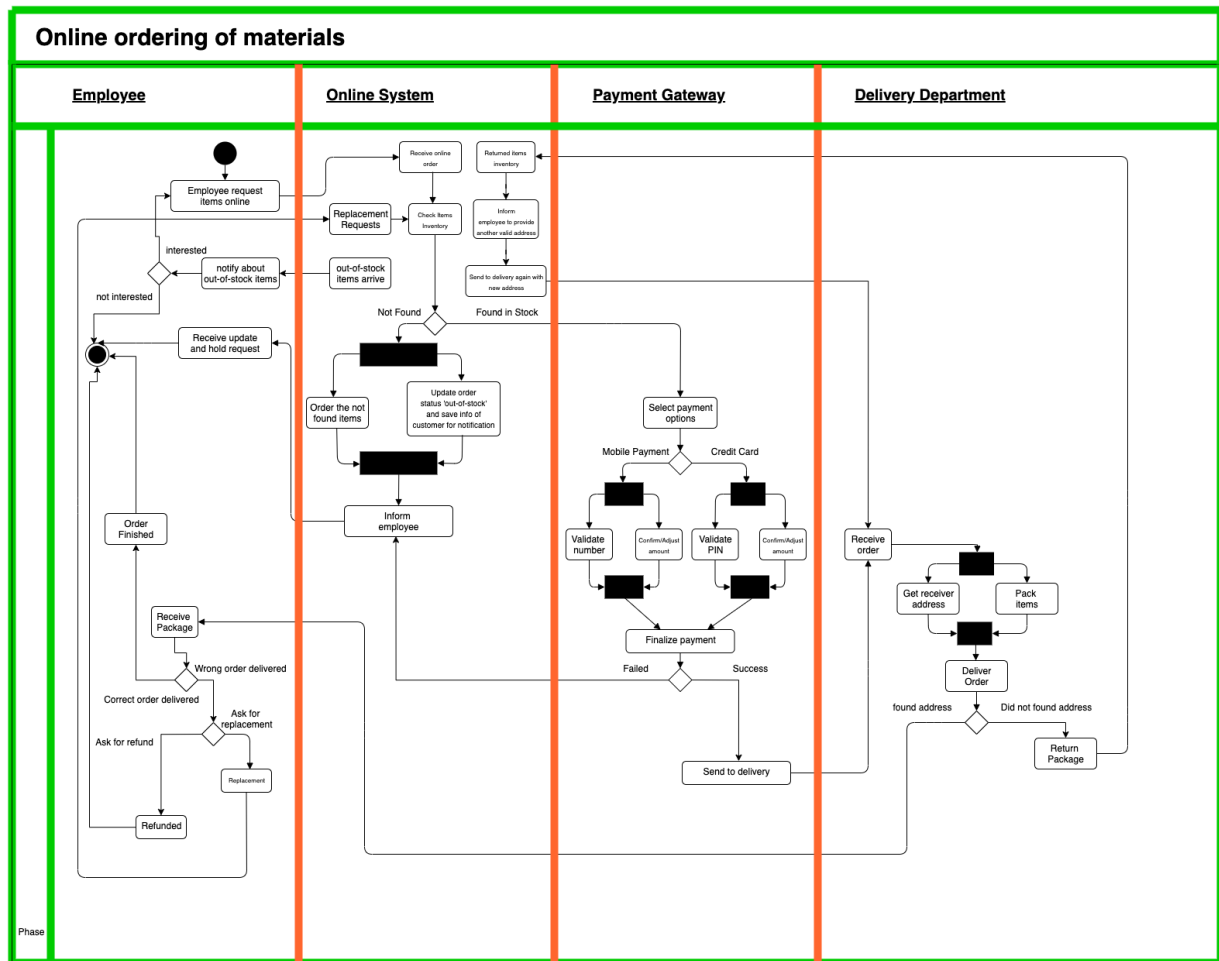 Online ordering of materials
Employee
Online System
Payment Gateway
Delivery Department
Employee request
items online
Receive online
order
Returned items
inventory
Replacement
Requests
Check Items
Inventory
Inform
employee to provide
another valid address
interested
notify about
out-of-stock items
out-of-stock
items arrive
Send to delivery again with
new address
not interested
Not Found
Found in Stock
Receive update
and hold request
Order the not
found items
Update order
status 'out-of-stock'
and save info of
customer for notification
Select payment
options
Mobile Payment
Credit Card
Inform
employee
Order
Finished
Validate
number
Confirm/Adjust
amount
Validate
PIN
Confirm/Adjust
amount
Receive
order
Get receiver
address
Pack
items
Receive
Package
Finalize payment
Wrong order delivered
Failed
Success
Deliver
Order
Correct order delivered
found address
Did not found address
Ask for
replacement
Ask for refund
Return
Package
Replacement
Send to delivery
Refunded
Phase